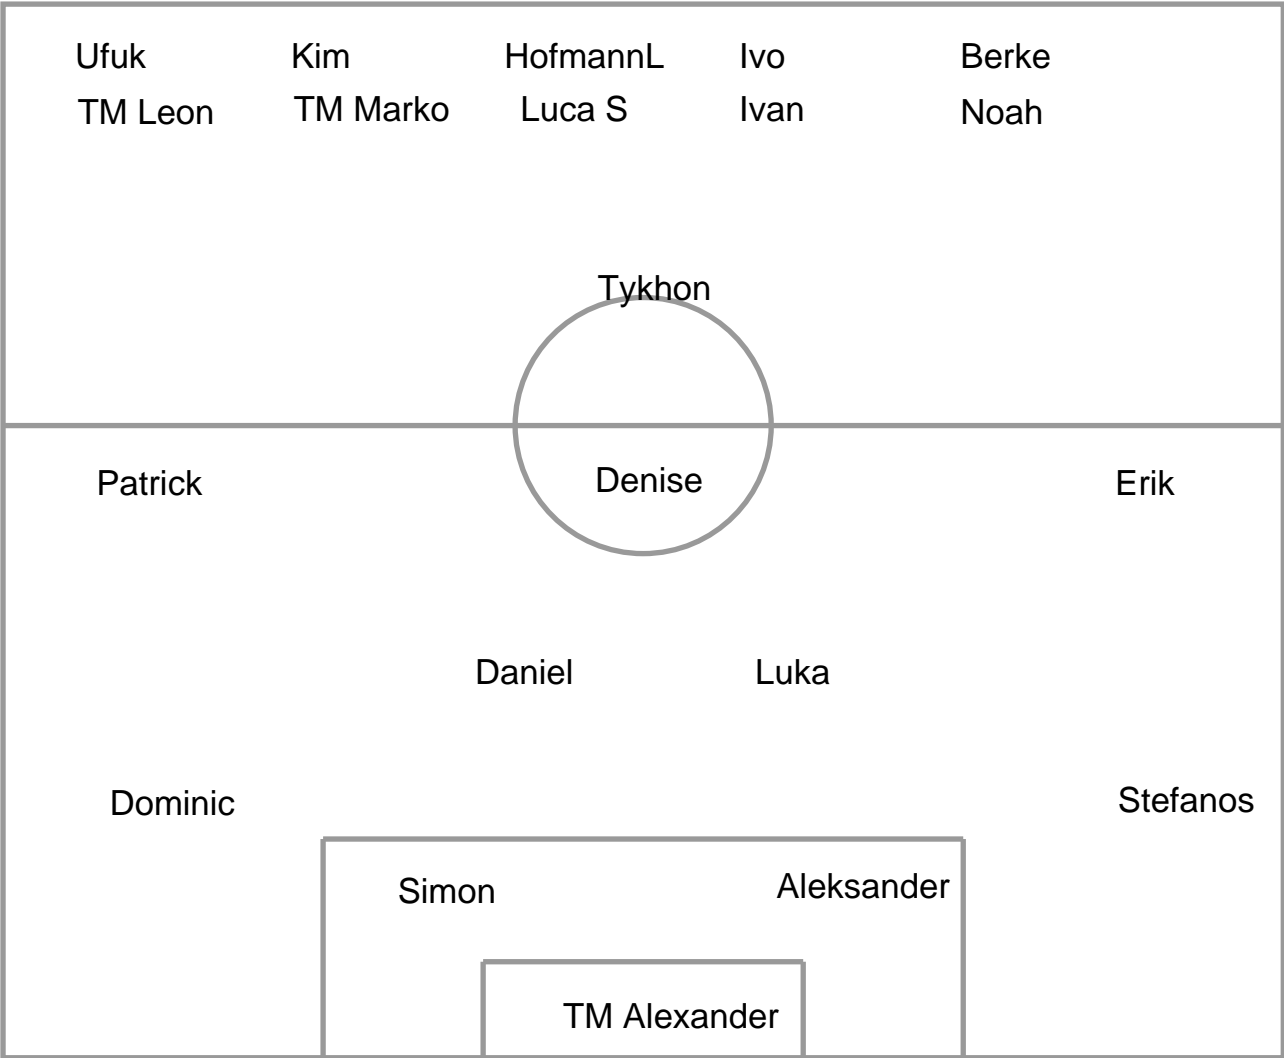 Ufuk Kim HofmannL Ivo Berke
TM Leon TM Marko Luca S Ivan Noah
Tykhon
Patrick Denise Erik
Daniel Luka
Dominic Stefanos
Simon Aleksander
TM Alexander